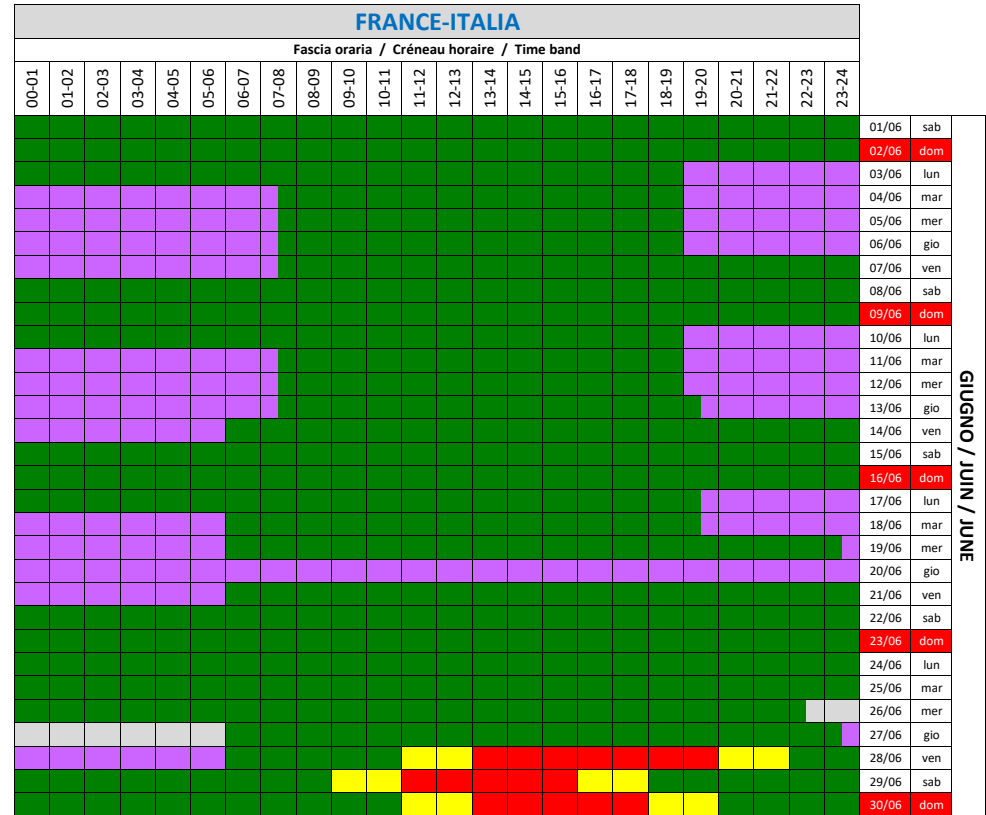 FRANCE-ITALIA
Fascia oraria / Créneau horaire / Time band
00-01 01-02 02-03 03-04 04-05 05-06 06-07 07-08 08-09 09-10 10-11 11-12 12-13 13-14 14-15 15-16 16-17 17-18 18-19 19-20 20-21 21-22 22-23 23-24
01/06 sab
02/06 dom
03/06 lun
04/06 mar
05/06 mer
06/06 gio
07/06 ven
08/06 sab
09/06 dom
10/06 lun
11/06 mar
12/06 mer
13/06 gio
14/06 ven
15/06 sab
16/06 dom
17/06 lun
18/06 mar
19/06 mer
20/06 gio
21/06 ven
22/06 sab
23/06 dom
24/06 lun
25/06 mar
26/06 mer
27/06 gio
28/06 ven
29/06 sab
30/06 dom
GIUGNO / JUIN / JUNE